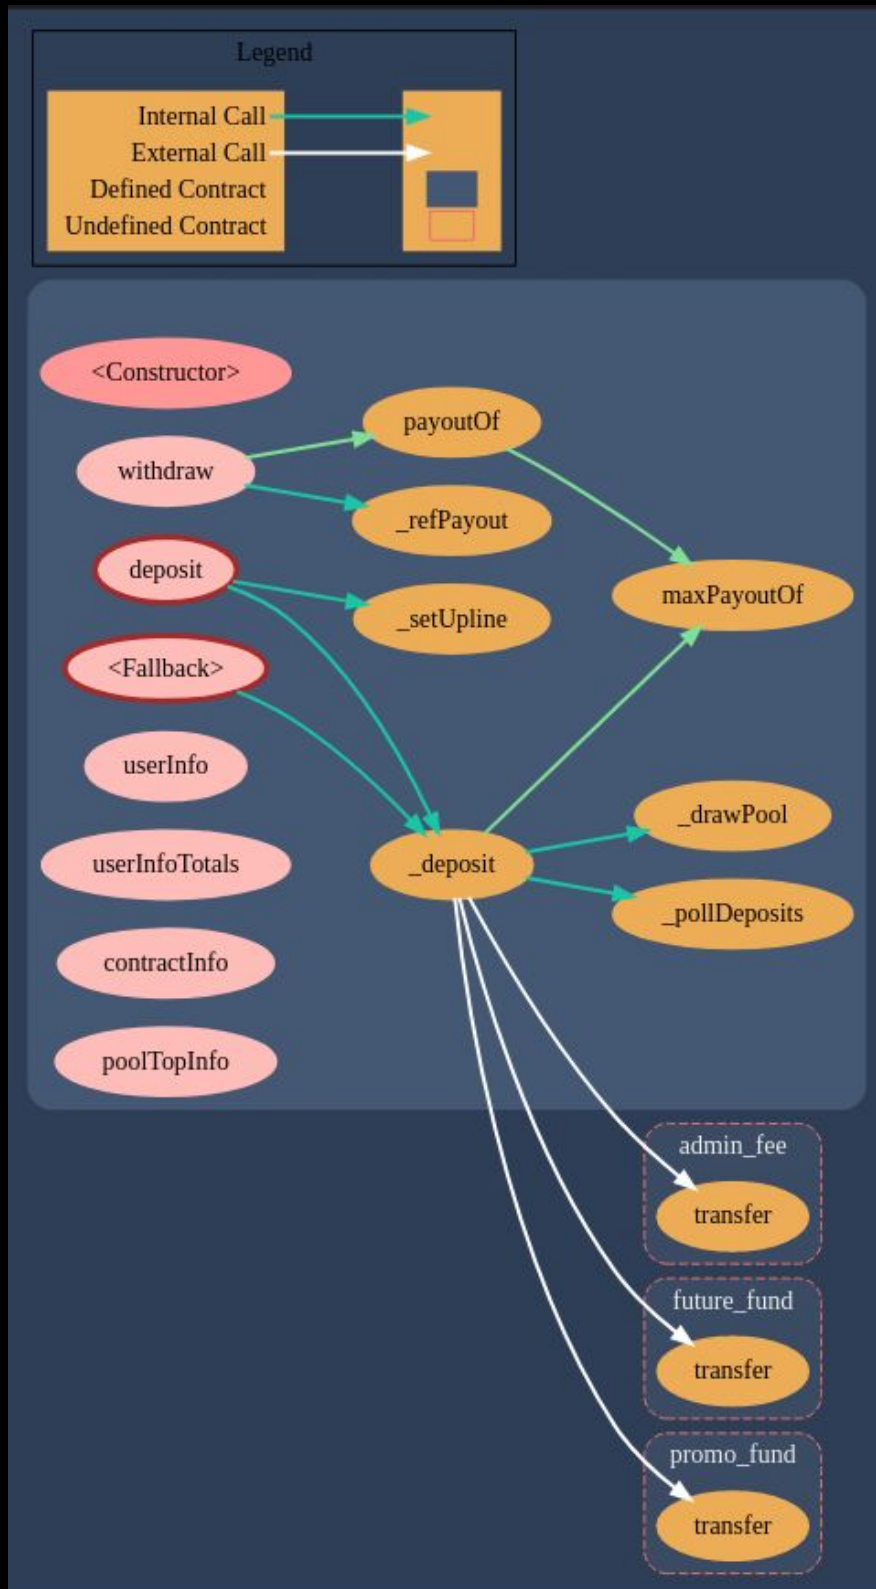 Legend
Internal Call
External Call
Defined Contract
Undefined Contract
<Constructor>
withdraw
deposit
<Fallback>
userInfo
userInfoTotals
contractInfo
poolTopInfo
payoutOf
_refPayout
_setUpline
_deposit
maxPayoutOf
_drawPool
_pollDeposits
admin_fee
transfer
future_fund
transfer
promo_fund
transfer